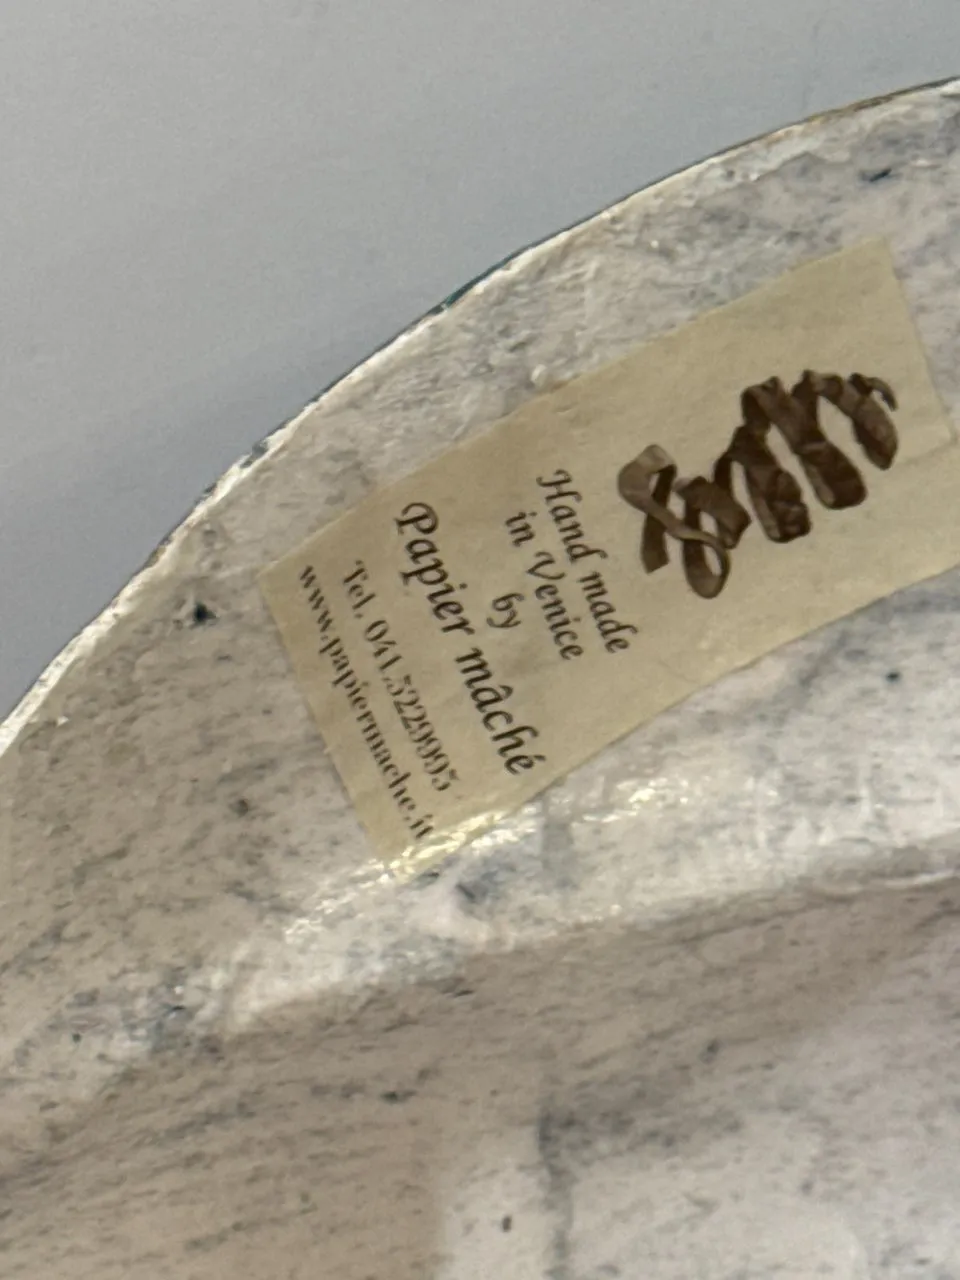 Hand made
in Venice
by
Papier mâché
Tel. 041.5229995
www.papiermache.it